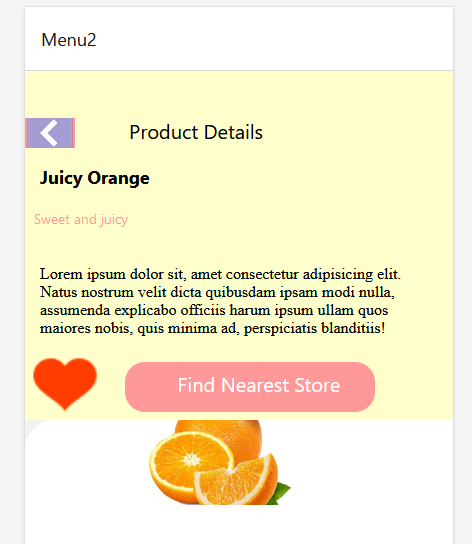 Menu2
Product Details
Juicy Orange
Sweet and juicy
Lorem ipsum dolor sit, amet consectetur adipisicing elit.
Natus nostrum velit dicta quibusdam ipsam modi nulla,
assumenda explicabo officiis harum ipsum ullam quos
maiores nobis, quis minima ad, perspiciatis blanditiis!
Find Nearest Store